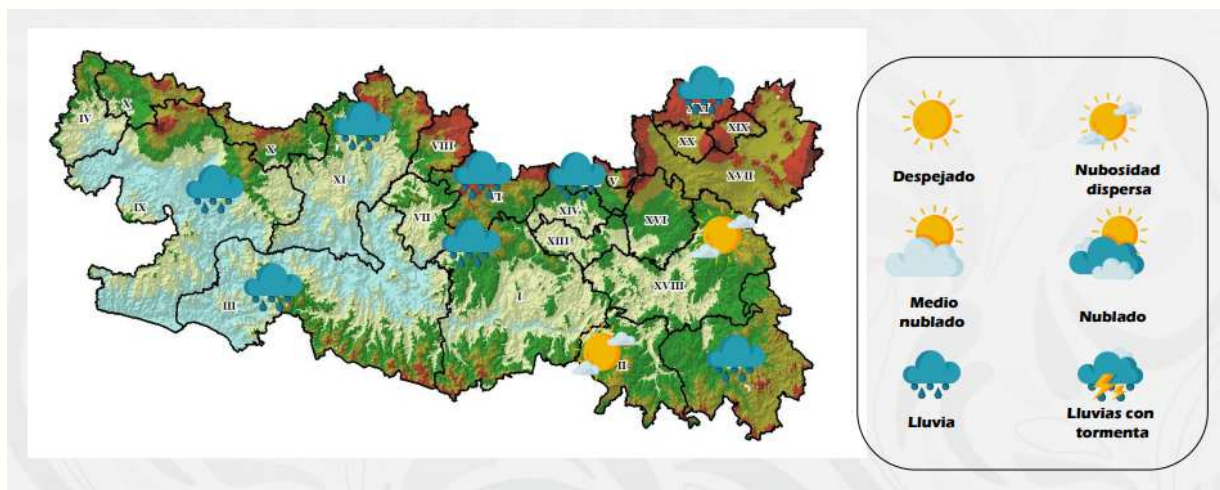 IV
X
X
XI
VIII
IX
VII
VI
V
XIV
XIII
XVI
XX
XIX
XVII
III
I
XVIII
II
Despejado
Nubosidad
dispersa
Medio
nublado
Nublado
Lluvia
Lluvias con
tormenta